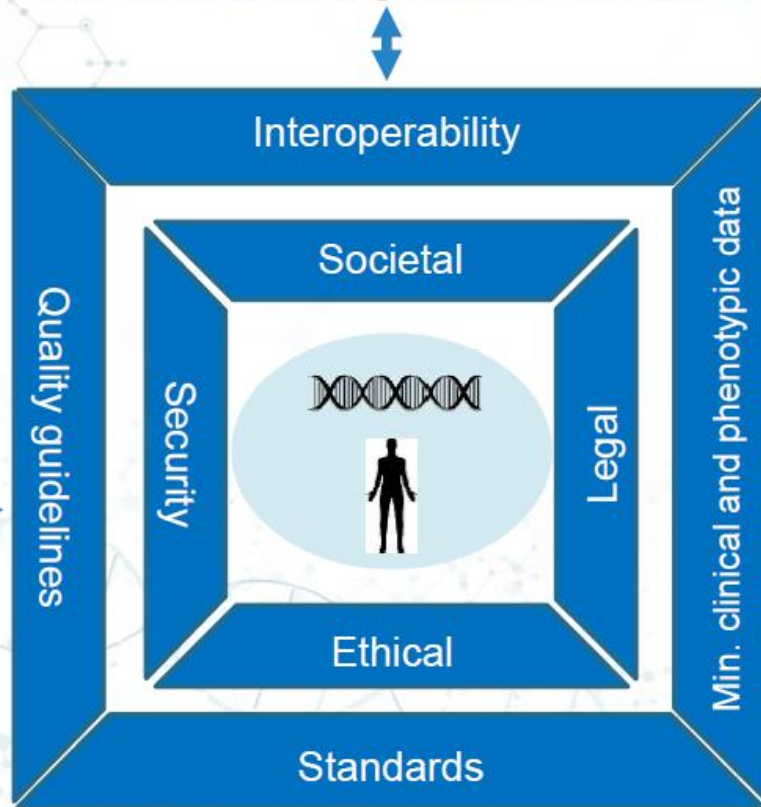 Interoperability
Societal
Quality guidelines
Security
Legal
Min. clinical and phenotypic data
Ethical
Standards